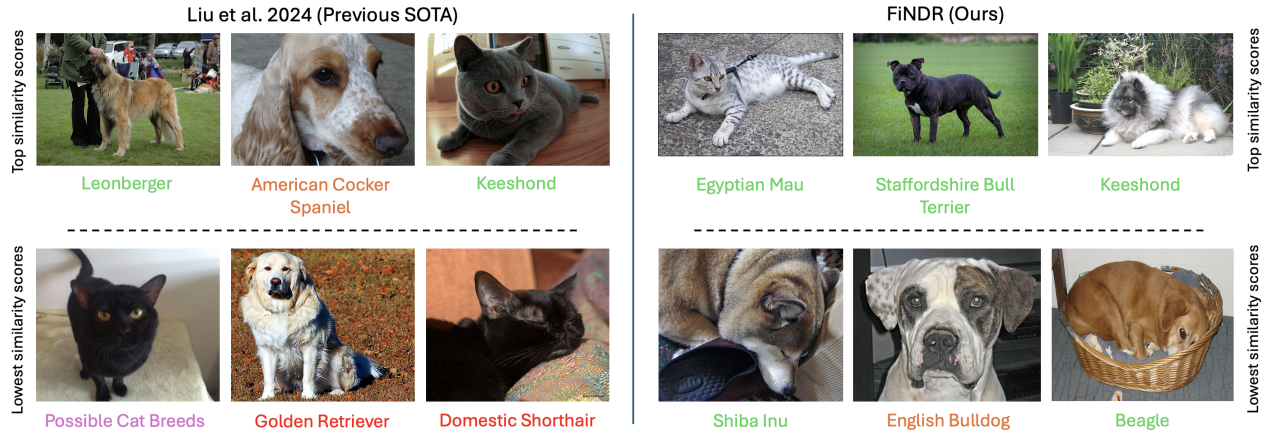 Liu et al. 2024 (Previous SOTA)
Top similarity scores
Leonberger
American Cocker
Spaniel
Keeshond
Lowest similarity scores
Possible Cat Breeds
Golden Retriever
Domestic Shorthair
FiNDR (Ours)
Top similarity scores
Egyptian Mau
Staffordshire Bull
Terrier
Keeshond
Lowest similarity scores
Shiba Inu
English Bulldog
Beagle